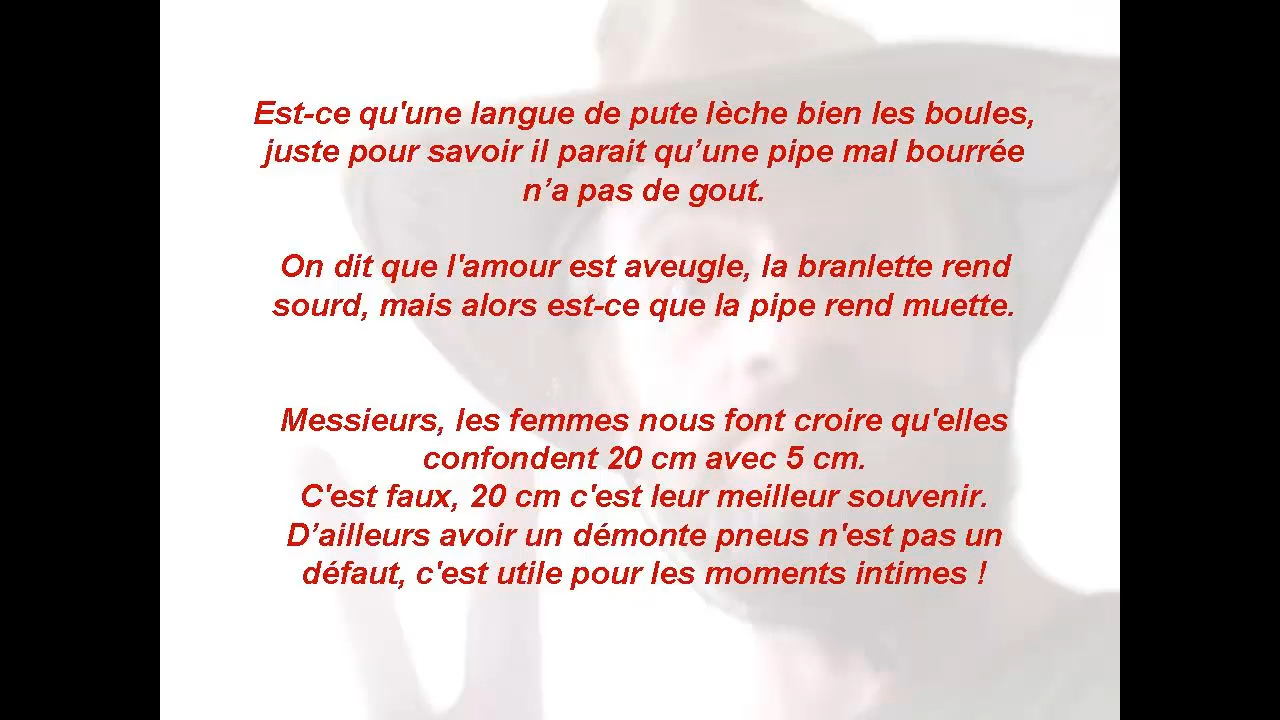 Est-ce qu'une langue de pute lèche bien les boules,
juste pour savoir il parait qu’une pipe mal bourrée
n’a pas de gout.
On dit que l'amour est aveugle, la branlette rend
sourd, mais alors est-ce que la pipe rend muette.
Messieurs, les femmes nous font croire qu'elles
confondent 20 cm avec 5 cm.
C'est faux, 20 cm c'est leur meilleur souvenir.
D’ailleurs avoir un démonte pneus n'est pas un
défaut, c'est utile pour les moments intimes !